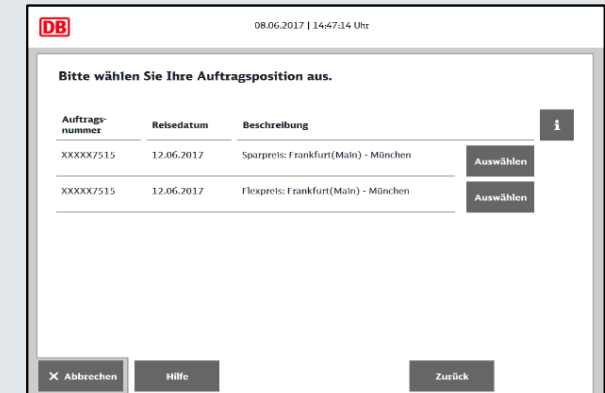 DB
08.06.2017 | 14:47:14 Uhr
Bitte wählen Sie Ihre Auftragsposition aus.
Auftrags-
nummer Reisedatum Beschreibung i
XXXXX7515 12.06.2017 Sparpreis: Frankfurt(Main) - München Auswählen
XXXXX7515 12.06.2017 Flexpreis: Frankfurt(Main) - München Auswählen
X Abbrechen Hilfe Zurück